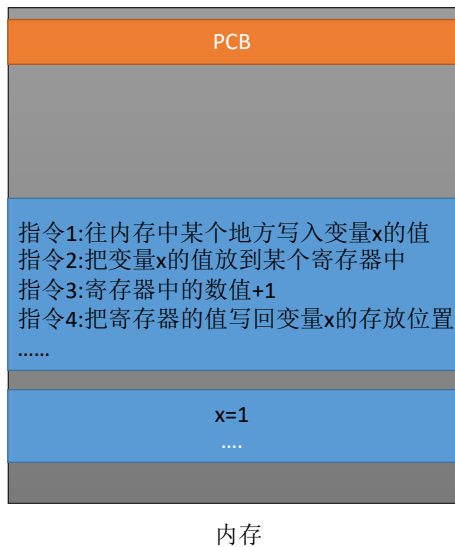 PCB
指令1:往内存中某个地方写入变量x的值
指令2:把变量x的值放到某个寄存器中
指令3:寄存器中的数值+1
指令4:把寄存器的值写回变量x的存放位置
……
x=1
….
内存